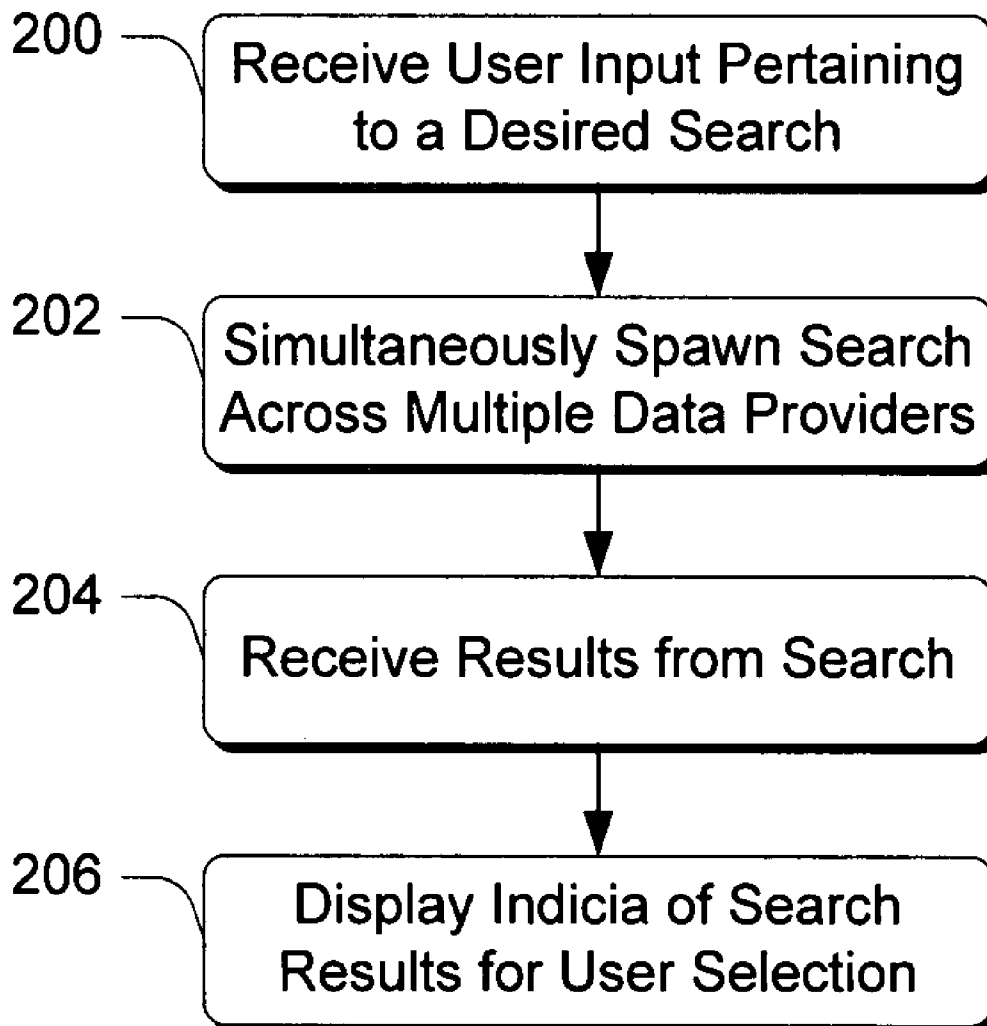 200
Receive User Input Pertaining
to a Desired Search
202
Simultaneously Spawn Search
Across Multiple Data Providers
204
Receive Results from Search
206
Display Indicia of Search
Results for User Selection